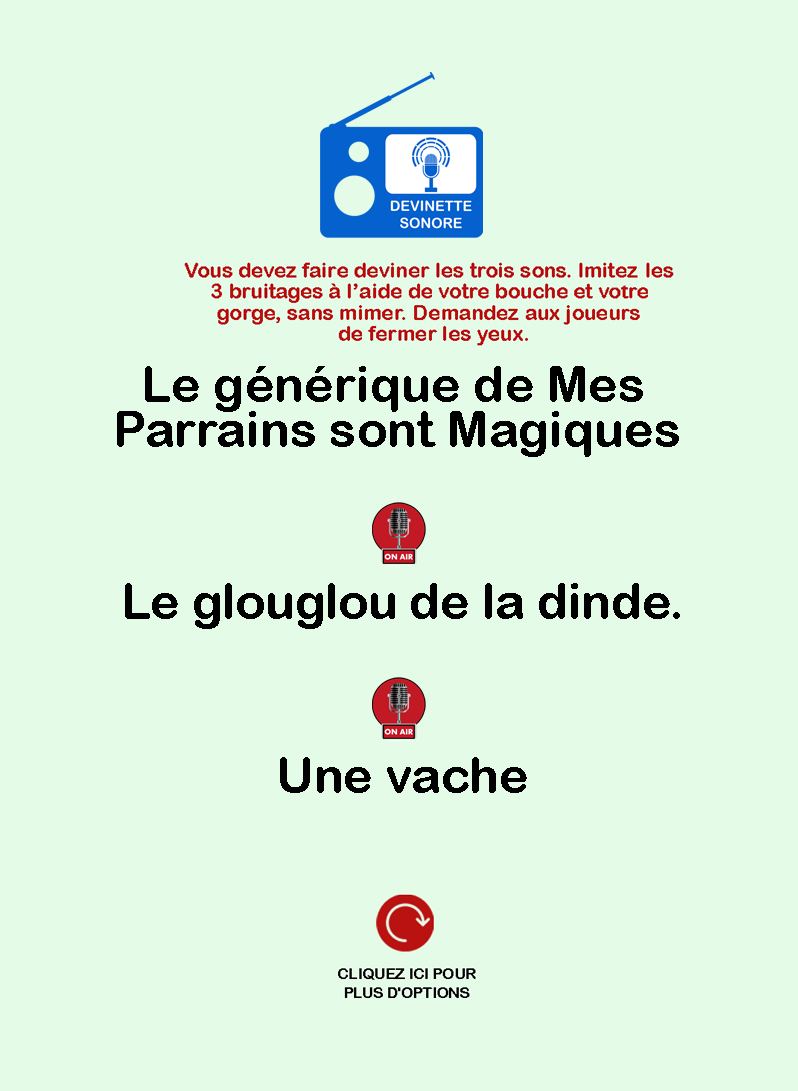 DEVINETTE
SONORE
Vous devez faire deviner les trois sons. Imitez les
3 bruitages à l’aide de votre bouche et votre
gorge, sans mimer. Demandez aux joueurs
de fermer les yeux.
Le générique de Mes
Parrains sont Magiques
ON AIR
Le glouglou de la dinde.
ON AIR
Une vache
CLIQUEZ ICI POUR
PLUS D'OPTIONS